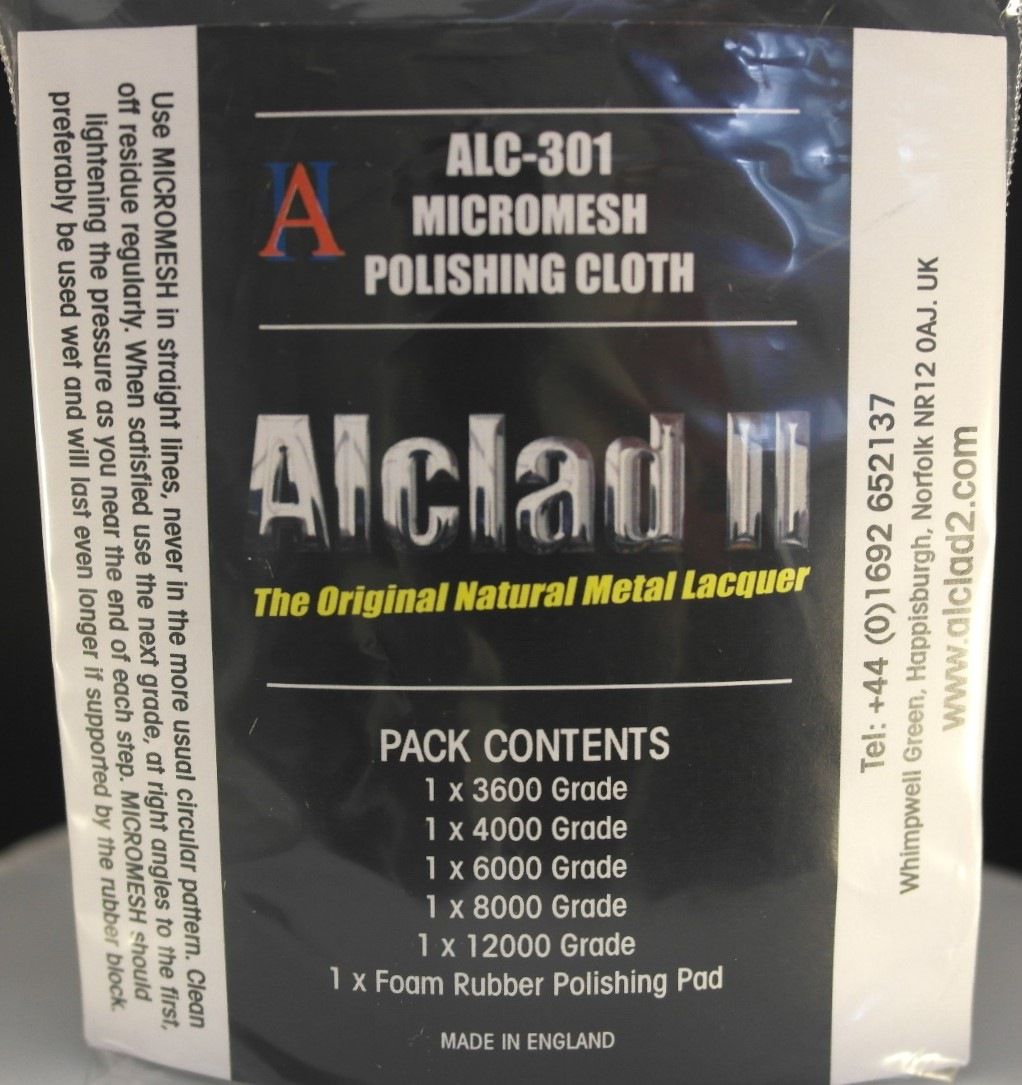 Use MICROMESH in straight lines, never in the more usual circular pattern. Clean
off residue regularly. When satisfied use the next grade, at right angles to the first,
lightening the pressure as you near the end of each step. MICROMESH should
preferably be used wet and will last even longer if supported by the rubber block.
A
ALC-301
MICROMESH
POLISHING CLOTH
Alclad II
The Original Natural Metal Lacquer
PACK CONTENTS
1 x 3600 Grade
1 x 4000 Grade
1 x 6000 Grade
1 x 8000 Grade
1 x 12000 Grade
1 x Foam Rubber Polishing Pad
MADE IN ENGLAND
Tel: +44 (0)1692 652137
Whimpwell Green, Happisburgh, Norfolk NR12 0AJ. UK
www.alclad2.com